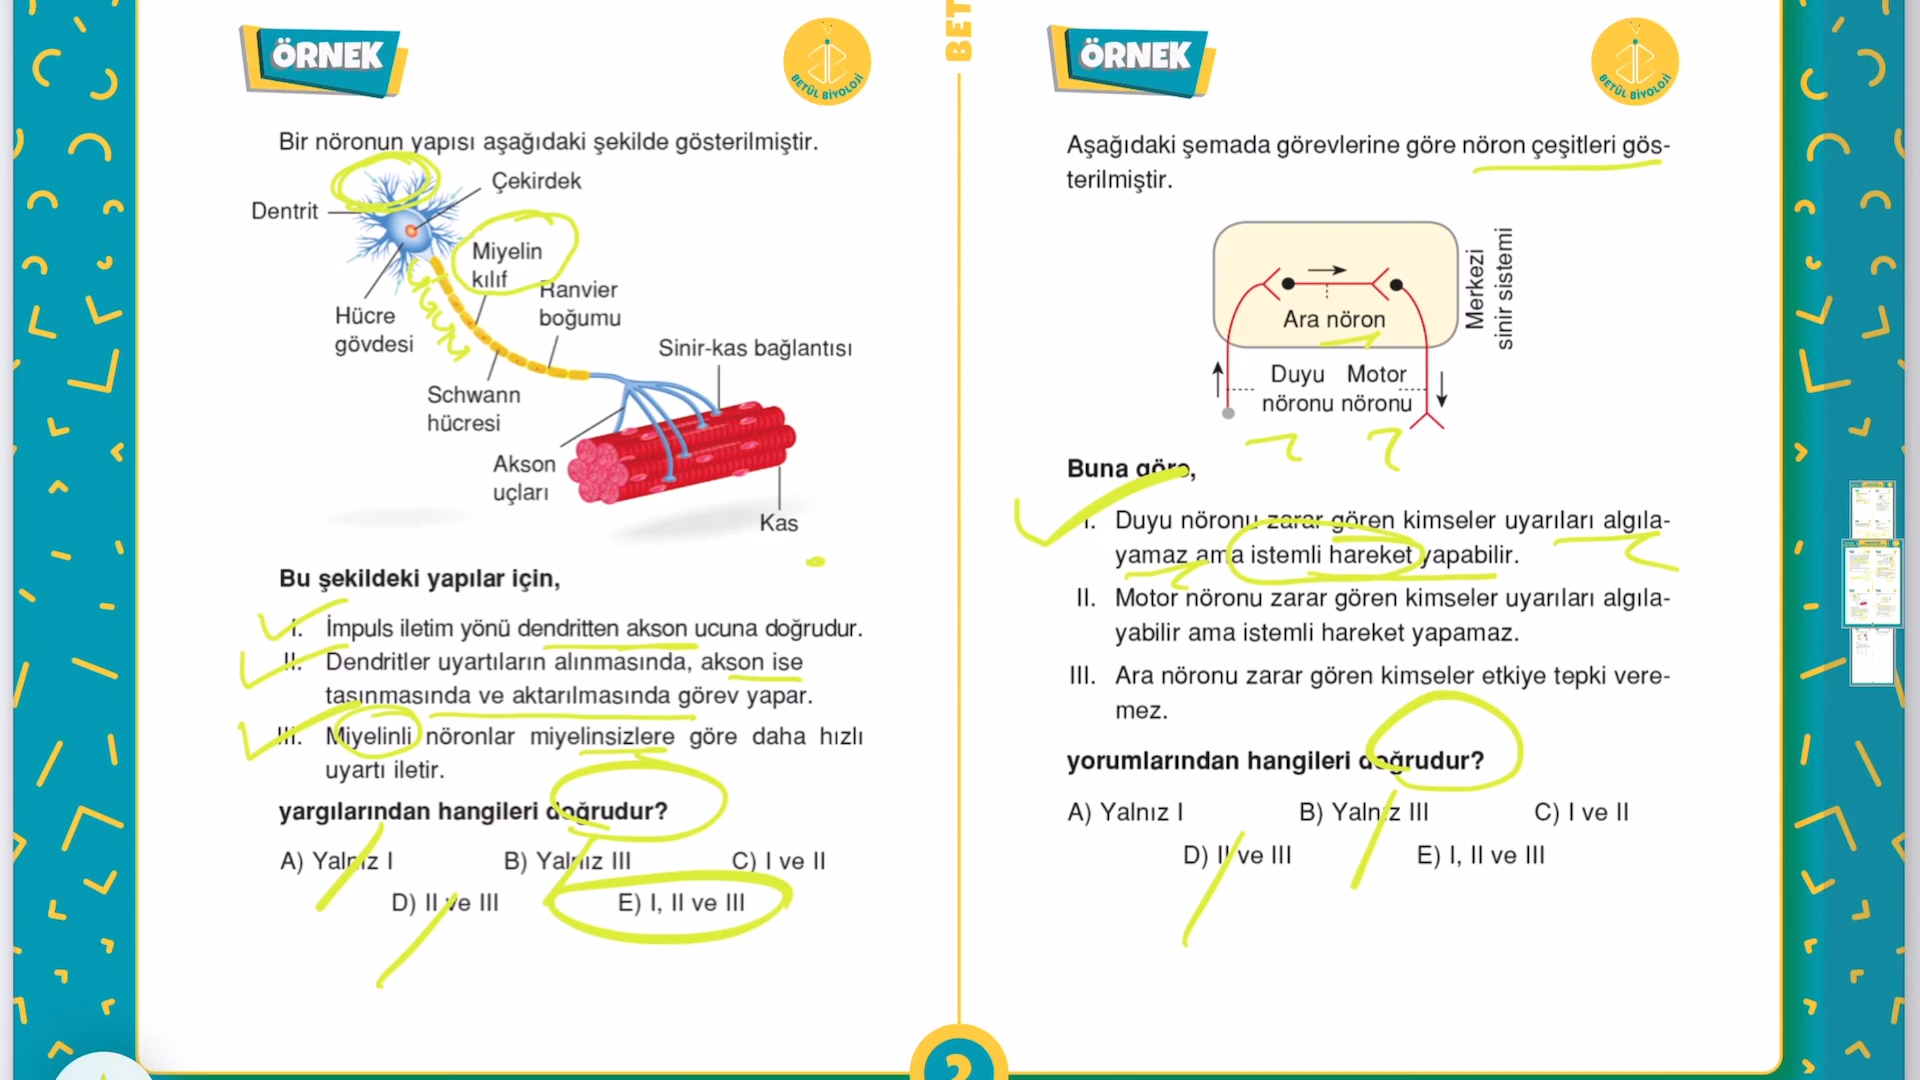 ÖRNEK
BETÜL BİYOLOJİ
Bir nöronun yapısı aşağıdaki şekilde gösterilmiştir.
Çekirdek
Dentrit
Miyelin
kılıf
Ranvier
boğumu
Hücre
gövdesi
Sinir-kas bağlantısı
Schwann
hücresi
Akson
uçları
Kas
Bu şekildeki yapılar için,
I. İmpuls iletim yönü dendritten akson ucuna doğrudur.
II. Dendritler uyartıların alınmasında, akson ise
taşınmasında ve aktarılmasında görev yapar.
III. Miyelinli nöronlar miyelinsizlere göre daha hızlı
uyartı iletir.
yargılarından hangileri doğrudur?
A) Yalnız I B) Yalnız III C) I ve II
D) II ve III E) I, II ve III
BET
ÖRNEK
BETÜL BİYOLOJİ
Aşağıdaki şemada görevlerine göre nöron çeşitleri gös-
terilmiştir.
Merkezi
sinir sistemi
Ara nöron
Duyu Motor
nöronu nöronu
Buna göre,
I. Duyu nöronu zarar gören kimseler uyarıları algıla-
yamaz ama istemli hareket yapabilir.
II. Motor nöronu zarar gören kimseler uyarıları algıla-
yabilir ama istemli hareket yapamaz.
III. Ara nöronu zarar gören kimseler etkiye tepki vere-
mez.
yorumlarından hangileri doğrudur?
A) Yalnız I B) Yalnız III C) I ve II
D) II ve III E) I, II ve III
2